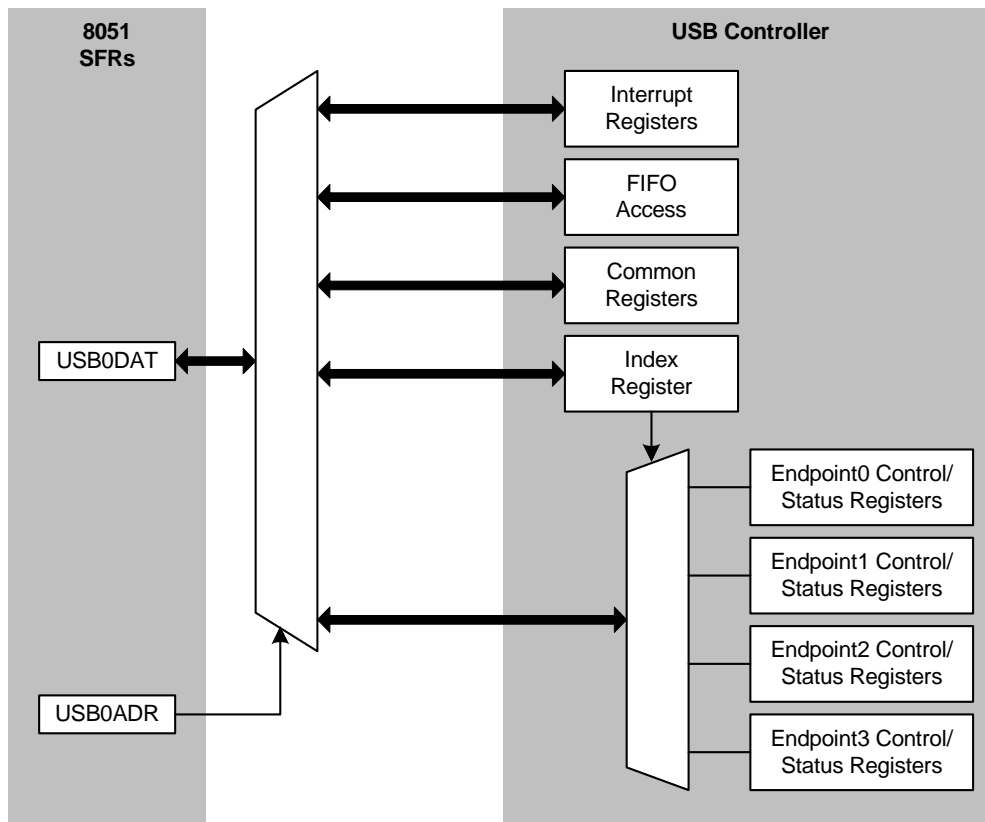 8051
SFRs
USB Controller
Interrupt
Registers
FIFO
Access
Common
Registers
USB0DAT
Index
Register
Endpoint0 Control/
Status Registers
Endpoint1 Control/
Status Registers
Endpoint2 Control/
Status Registers
USB0ADR
Endpoint3 Control/
Status Registers